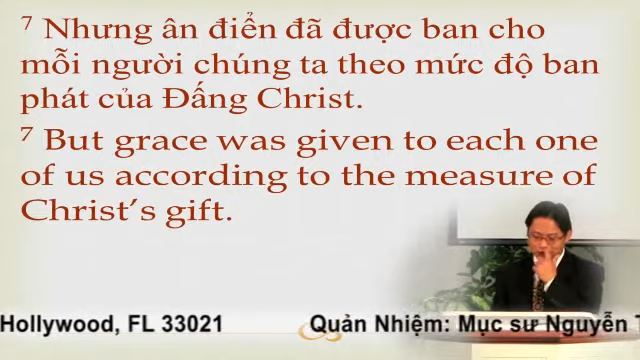 7 Nhưng ân điển đã được ban cho
mỗi người chúng ta theo mức độ ban
phát của Đấng Christ.
7 But grace was given to each one
of us according to the measure of
Christ’s gift.
Hollywood, FL 33021 Quản Nhiệm: Mục sư Nguyễn T